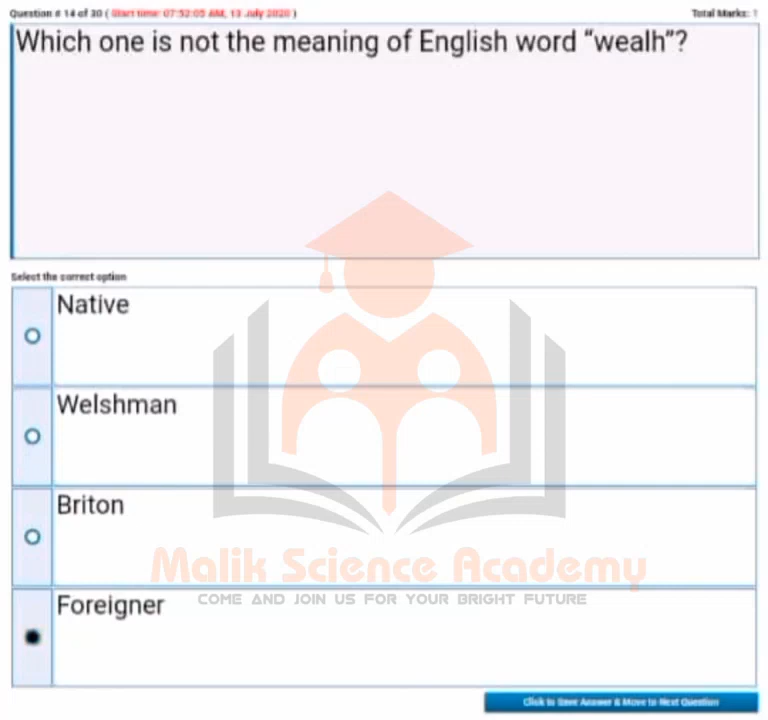 Question # 14 of 30 ( Start time: 07:52:05 AM, 13 July 2020 )
Total Marks: 1
Which one is not the meaning of English word “wealh”?
Select the correct option
Native
Welshman
Briton
Malik Science Academy
COME AND JOIN US FOR YOUR BRIGHT FUTURE
Foreigner
Click to Save Answer & Move to Next Question